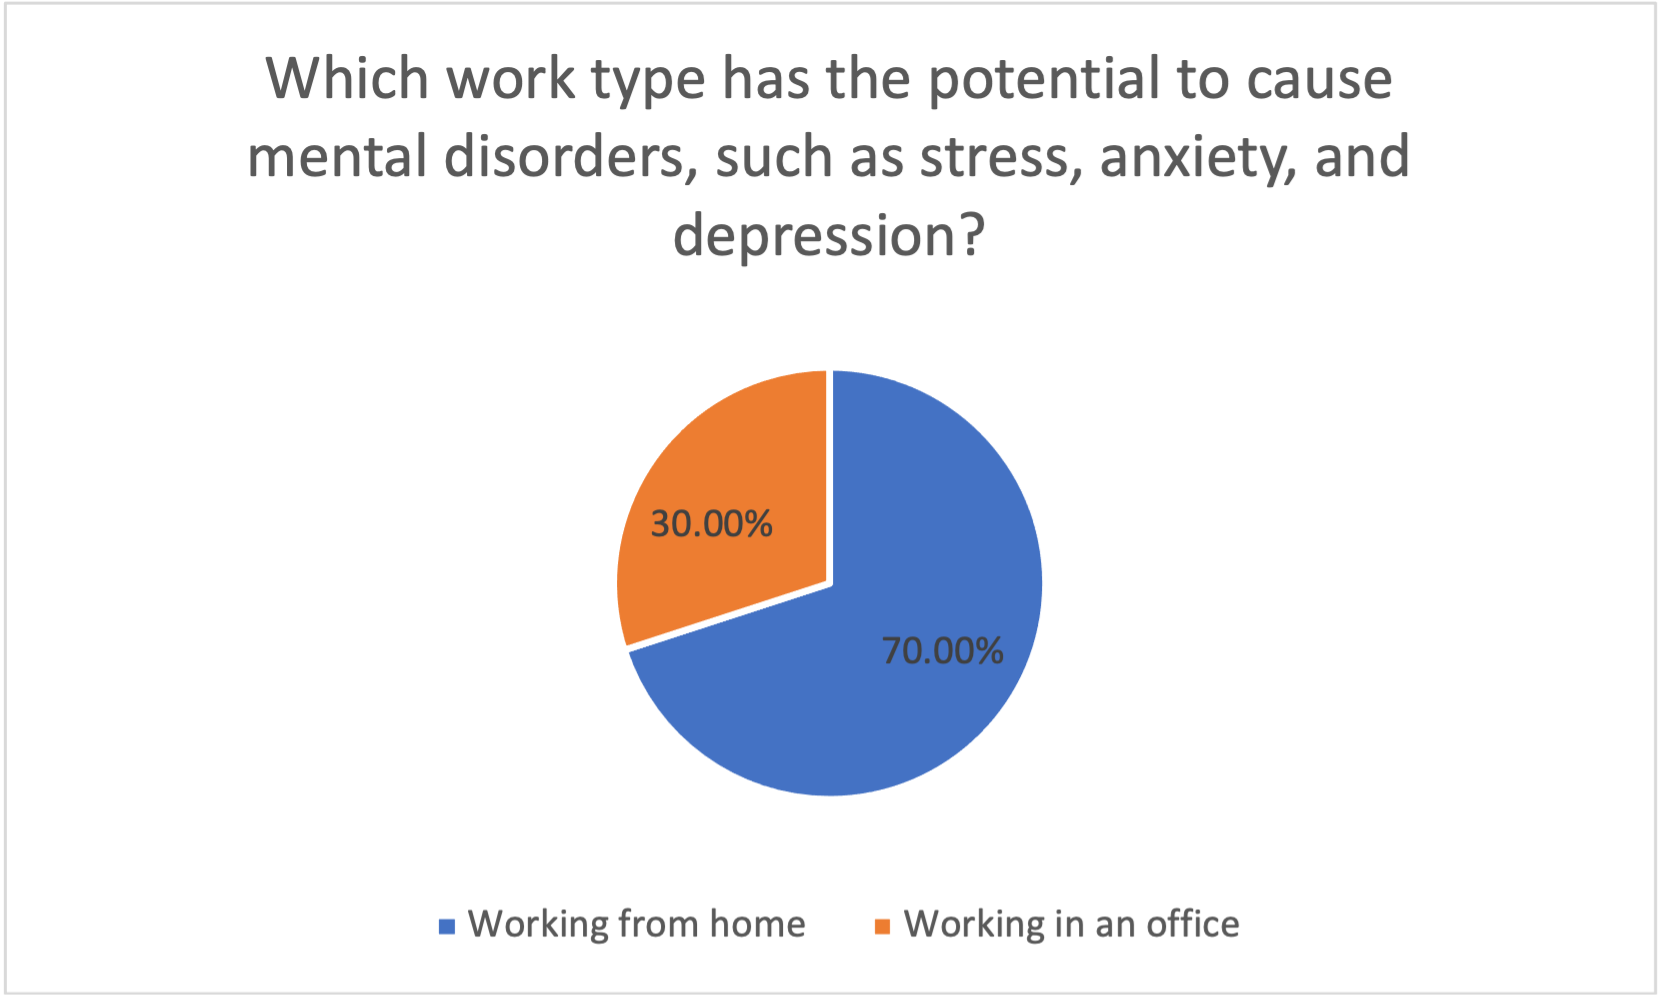 Which work type has the potential to cause
mental disorders, such as stress, anxiety, and
depression?
30.00%
70.00%
Working from home
Working in an office